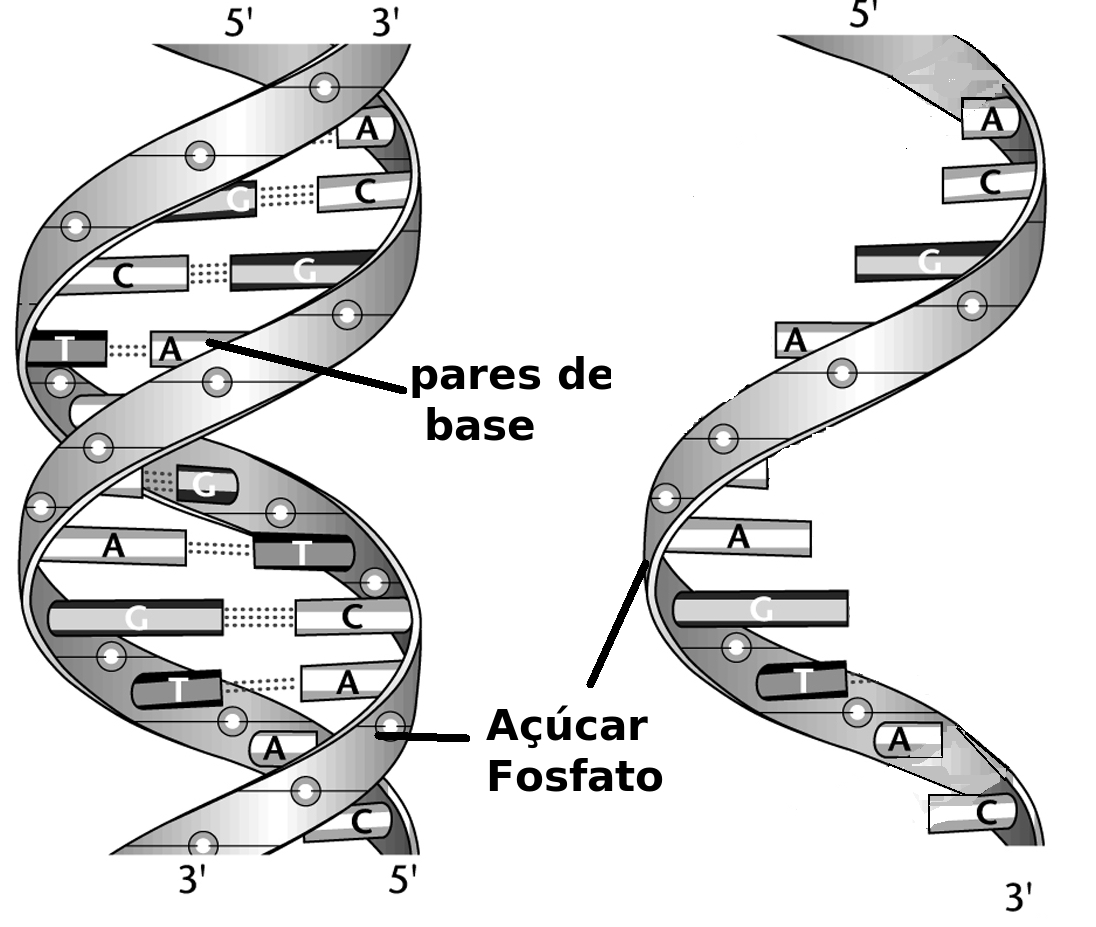 5' 3' 5'
A A
G C C
C G G
T A A
pares de
base
G
A T A
G C G
T A T
Açúcar
Fosfato
A A
C C
3' 5' 3'